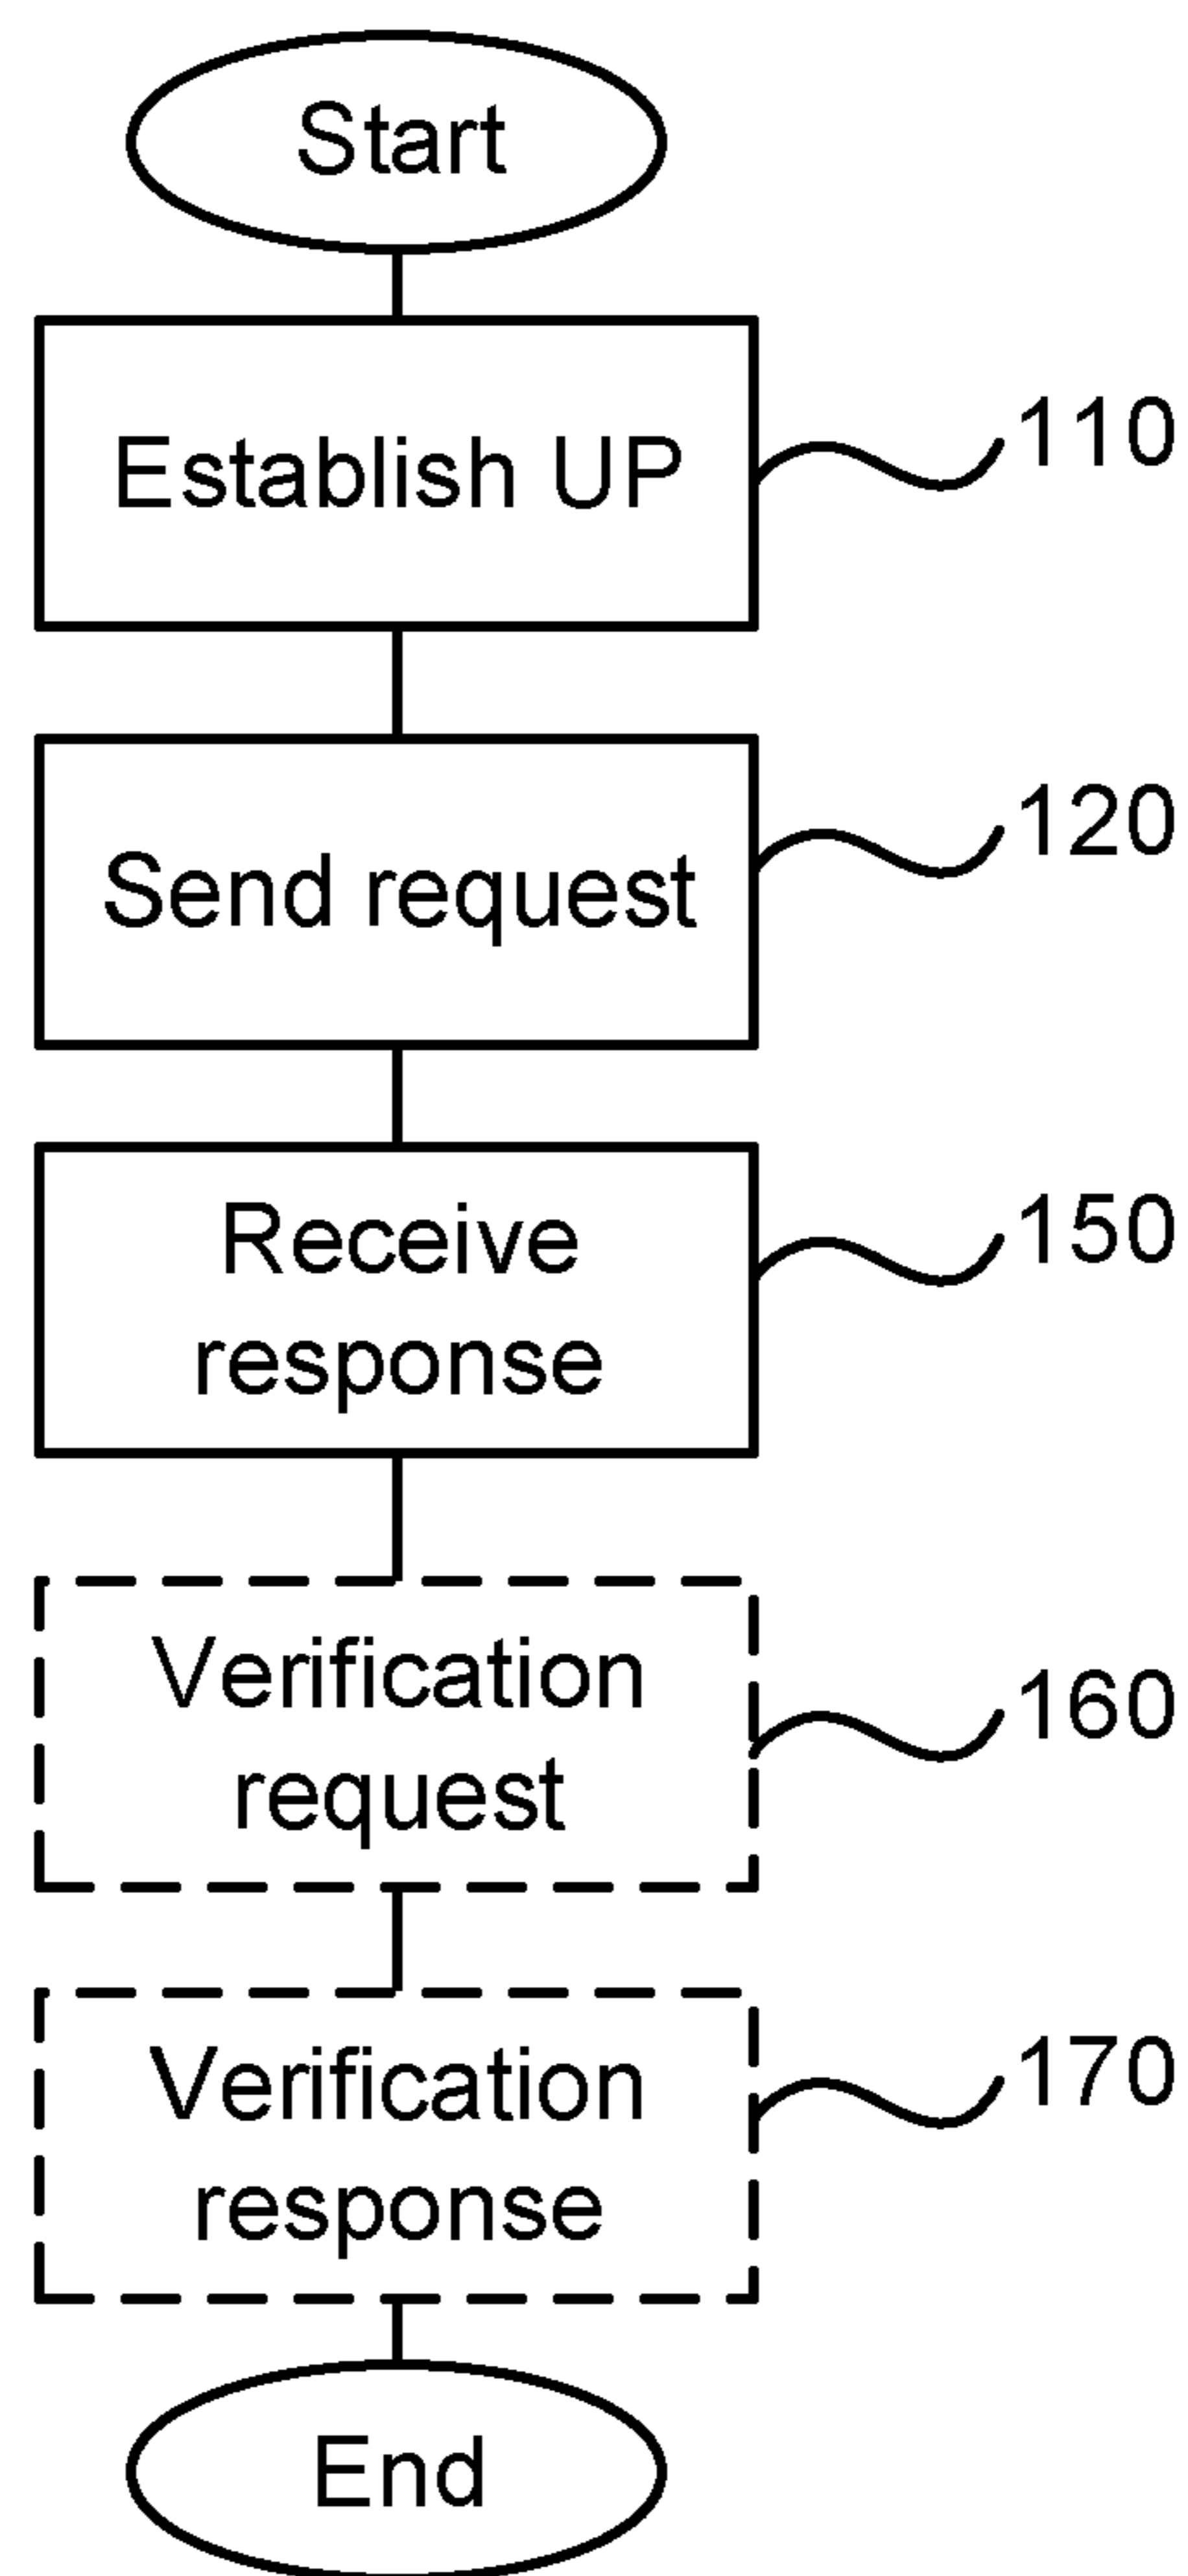 Start
Establish UP
110
Send request
120
Receive
response
150
Verification
request
160
Verification
response
170
End